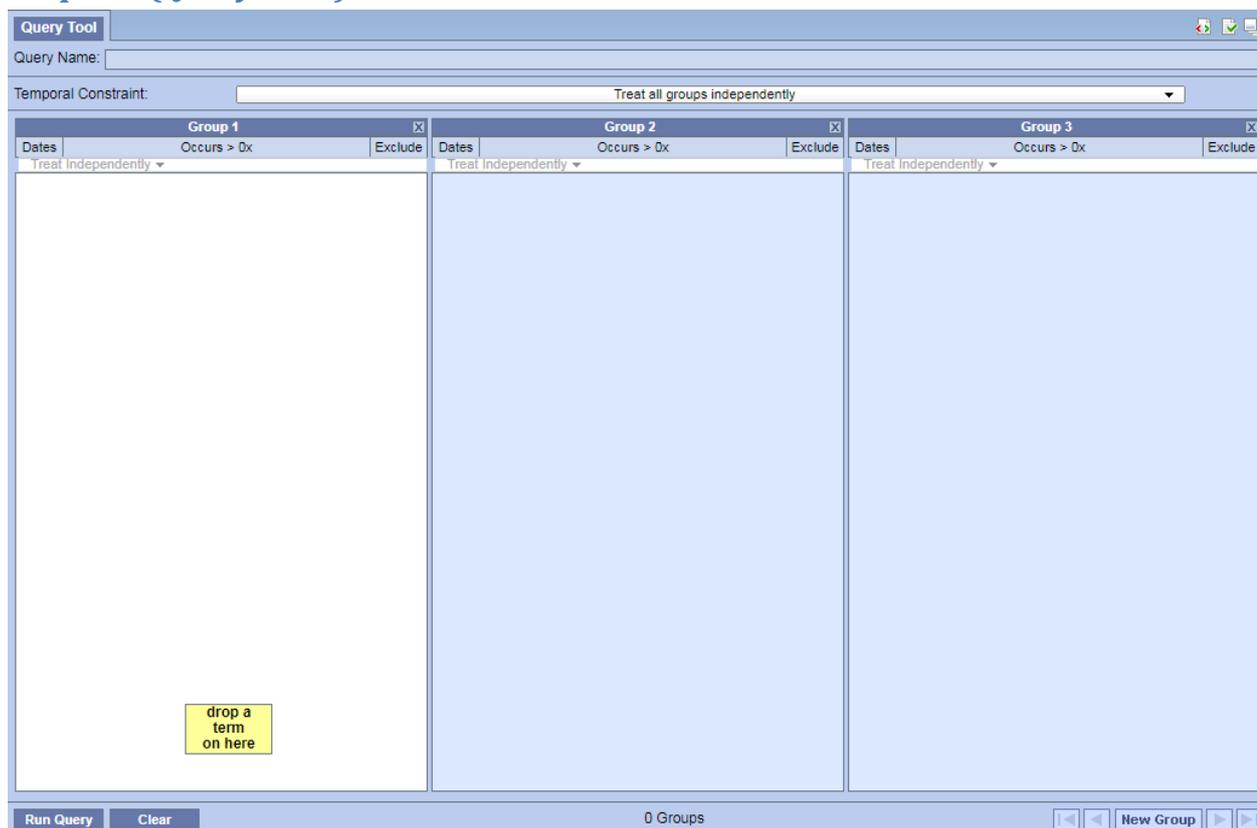 Query Tool
Query Name:
Temporal Constraint: Treat all groups independently
Group 1 X Group 2 X Group 3 X
Dates Occurs > 0x Exclude Dates Occurs > 0x Exclude Dates Occurs > 0x Exclude
Treat Independently Treat Independently Treat Independently
drop a
term
on here
Run Query Clear 0 Groups New Group